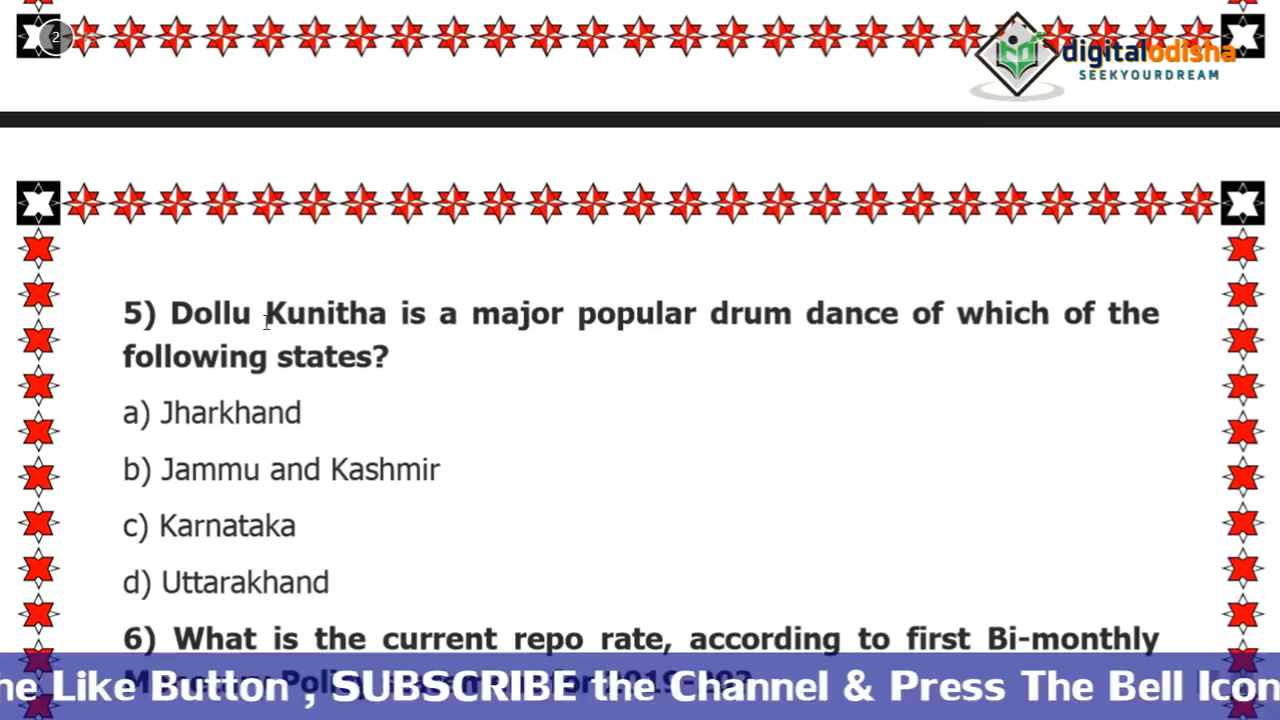 2
digitalodisha
SEEKYOURDREAM
5) Dollu Kunitha is a major popular drum dance of which of the
following states?
a) Jharkhand
b) Jammu and Kashmir
c) Karnataka
d) Uttarakhand
6) What is the current repo rate, according to first Bi-monthly
he Like Button , SUBSCRIBE the Channel & Press The Bell Icon